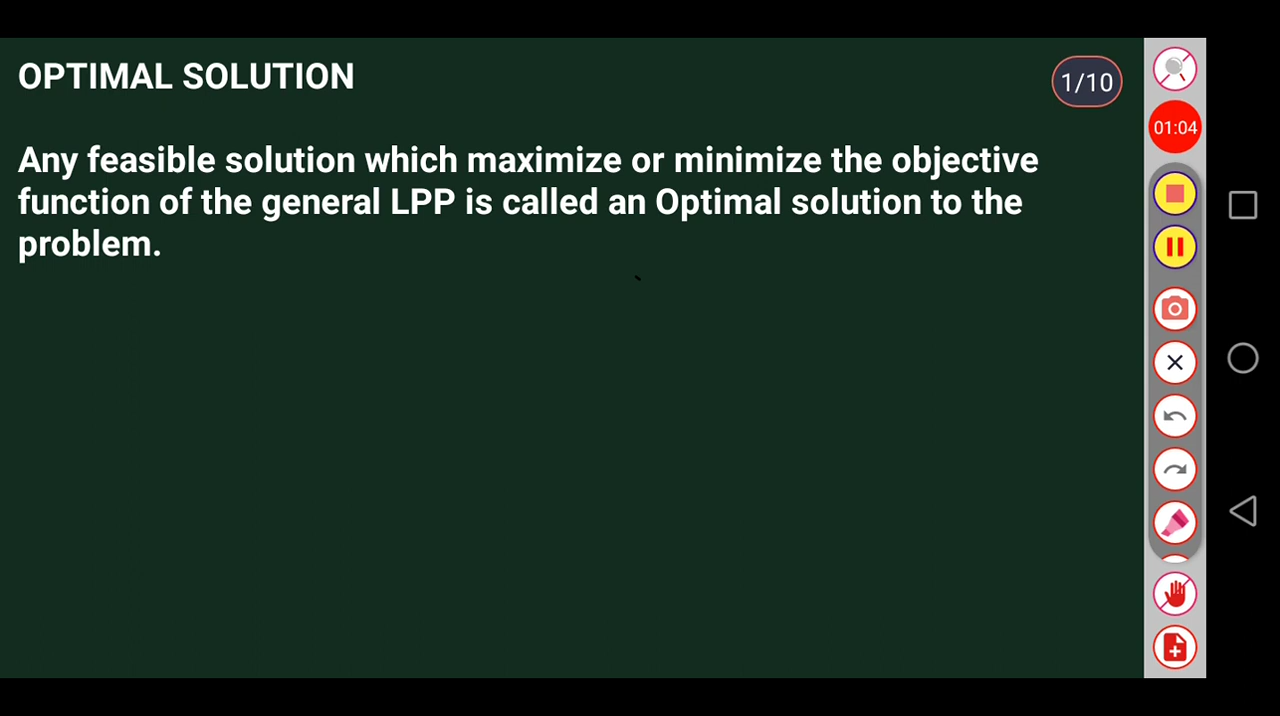 OPTIMAL SOLUTION
1/10
01:04
Any feasible solution which maximize or minimize the objective
function of the general LPP is called an Optimal solution to the
problem.